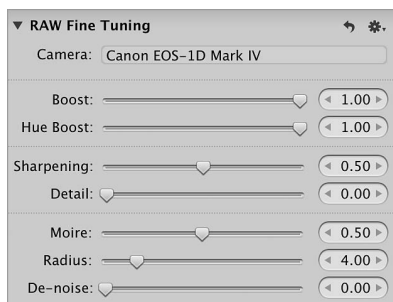 RAW Fine Tuning
Camera: Canon EOS-1D Mark IV
Boost: 1.00
Hue Boost: 1.00
Sharpening: 0.50
Detail: 0.00
Moire: 0.50
Radius: 4.00
De-noise: 0.00